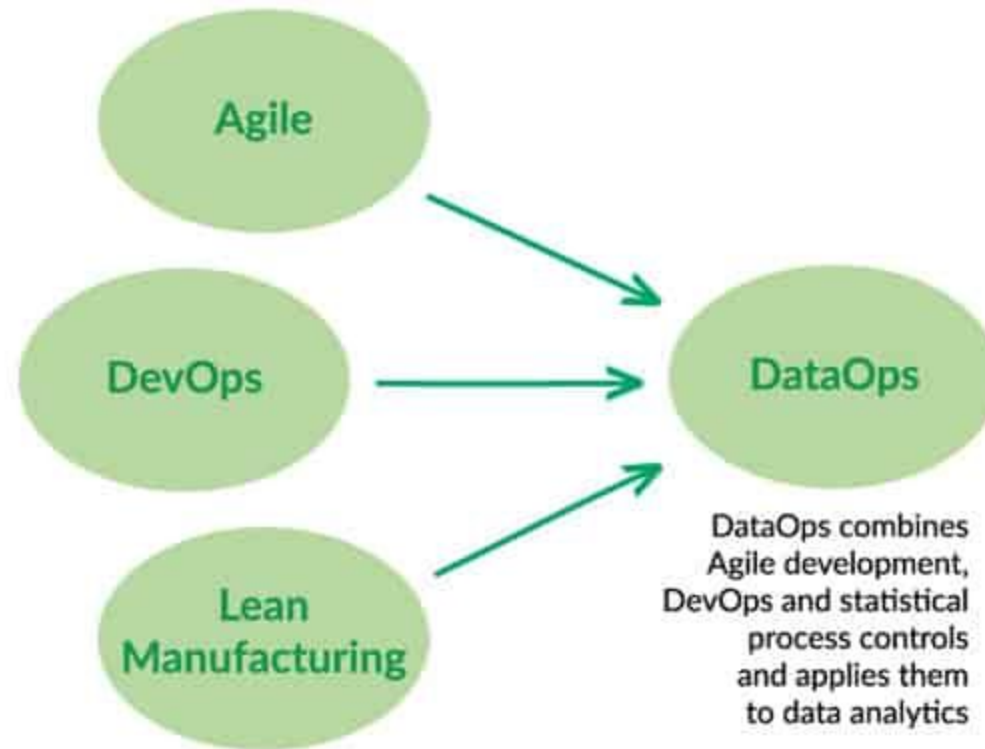 Agile
DevOps
DataOps
Lean
Manufacturing
DataOps combines
Agile development,
DevOps and statistical
process controls
and applies them
to data analytics